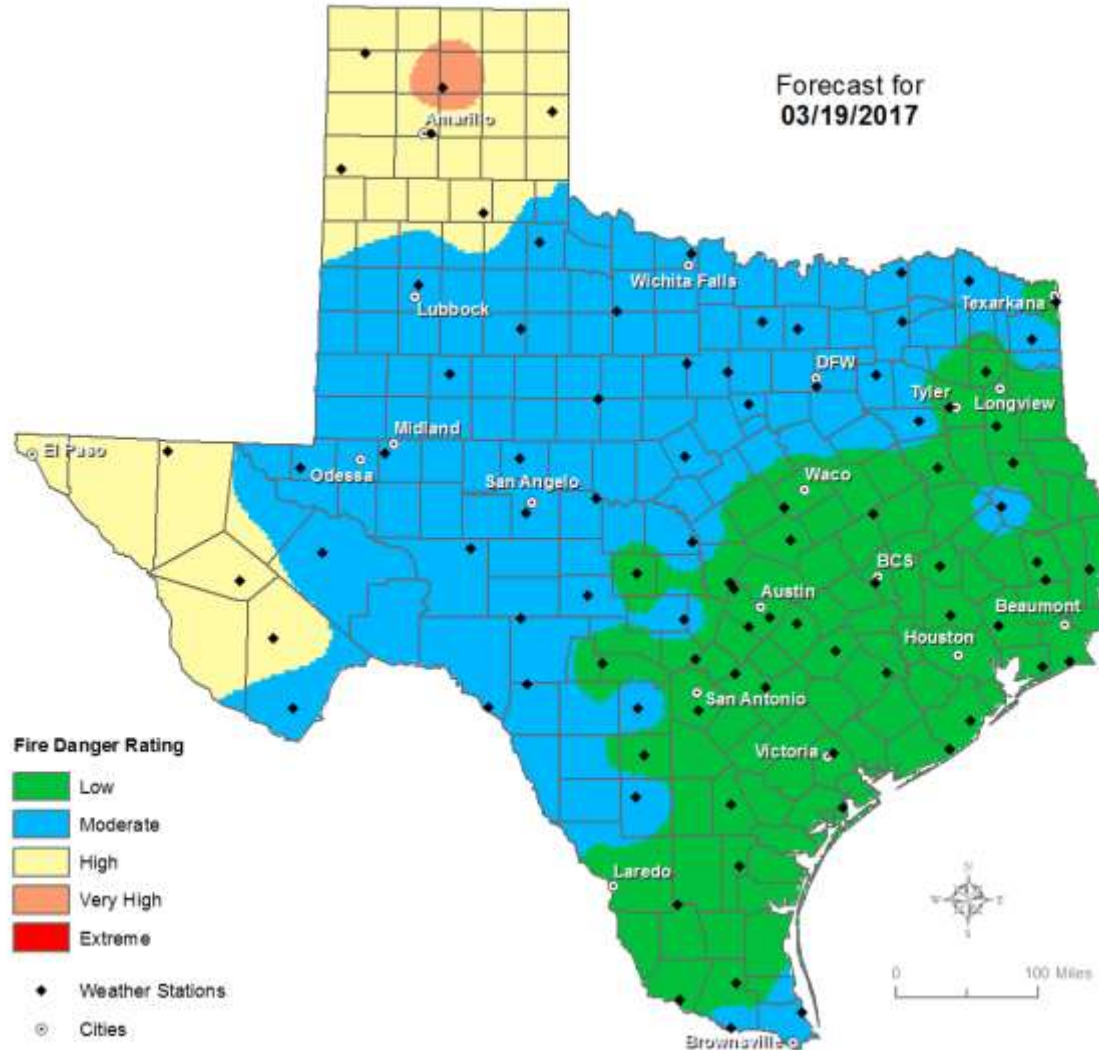 Forecast for
03/19/2017
Amarillo
Wichita Falls
Lubbock
Texarkana
DFW
Tyler
Longview
Midland
El Paso
Odessa
San Angelo
Waco
BCS
Austin
Beaumont
Houston
San Antonio
Victoria
Fire Danger Rating
Low
Moderate
High
Very High
Extreme
Laredo
N
W E
S
0 100 Miles
Weather Stations
Cities
Brownsville